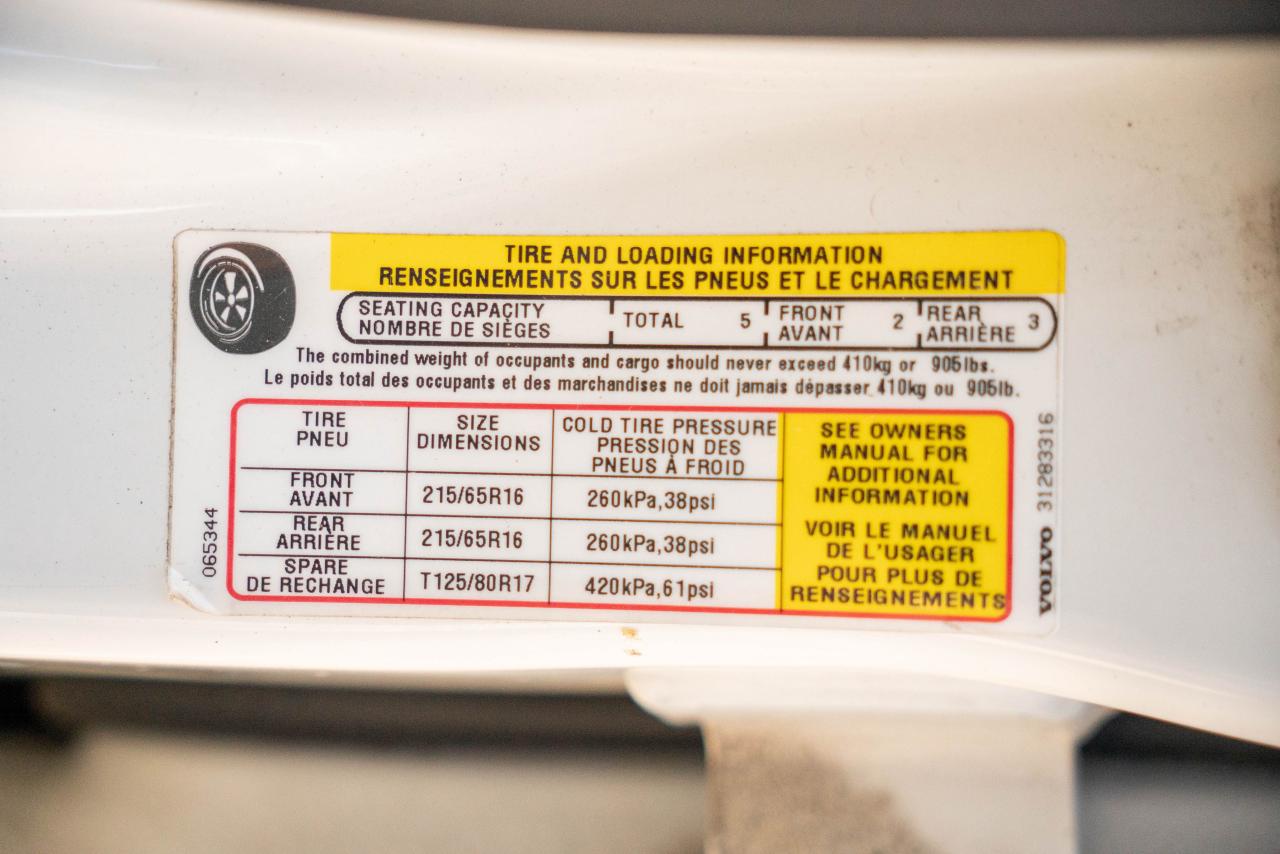 TIRE AND LOADING INFORMATION
RENSEIGNEMENTS SUR LES PNEUS ET LE CHARGEMENT
SEATING CAPACITY
NOMBRE DE SIÈGES
TOTAL 5
FRONT
AVANT
2
REAR
ARRIÈRE
3
The combined weight of occupants and cargo should never exceed 410kg or 905lbs.
Le poids total des occupants et des marchandises ne doit jamais dépasser 410kg ou 905lb.
TIRE
PNEU
SIZE
DIMENSIONS
COLD TIRE PRESSURE
PRESSION DES
PNEUS À FROID
FRONT
AVANT
215/65R16
260kPa,38psi
REAR
ARRIÈRE
215/65R16
260kPa,38psi
SPARE
DE RECHANGE
T125/80R17
420kPa,61psi
SEE OWNERS
MANUAL FOR
ADDITIONAL
INFORMATION
VOIR LE MANUEL
DE L'USAGER
POUR PLUS DE
RENSEIGNEMENTS
065344
VOLVO 31283316